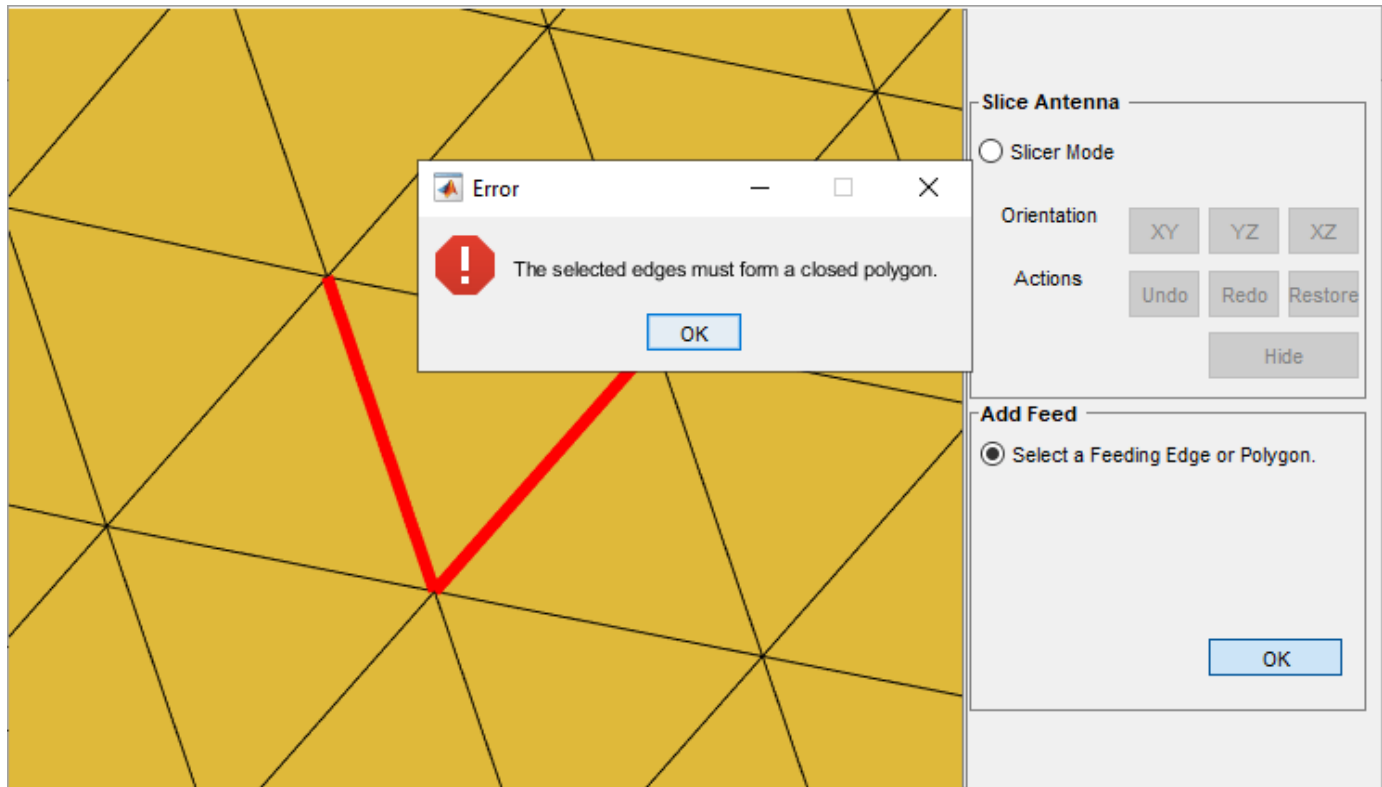 Slice Antenna
Slicer Mode
Orientation
XY
YZ
XZ
Actions
Undo
Redo
Restore
Hide
Add Feed
Select a Feeding Edge or Polygon.
OK
Error
The selected edges must form a closed polygon.
OK